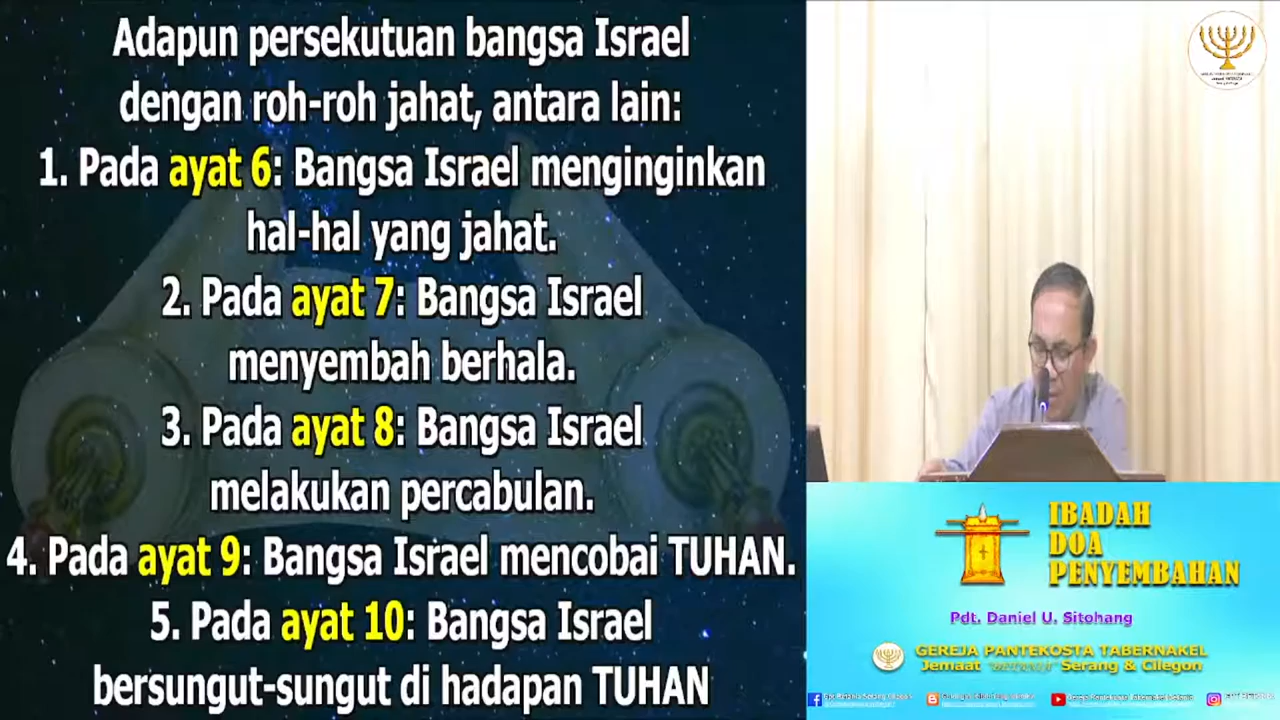 Adapun persekutuan bangsa Israel
dengan roh-roh jahat, antara lain:
1. Pada ayat 6: Bangsa Israel menginginkan
hal-hal yang jahat.
2. Pada ayat 7: Bangsa Israel
menyembah berhala.
3. Pada ayat 8: Bangsa Israel
melakukan percabulan.
4. Pada ayat 9: Bangsa Israel mencobai TUHAN.
5. Pada ayat 10: Bangsa Israel
bersungut-sungut di hadapan TUHAN
IBADAH
DOA
PENYEMBAHAN
Pdt. Daniel U. Sitohang
GEREJA PANTEKOSTA TABERNAKEL
Jemaat "BETHANIA" Serang & Cilegon